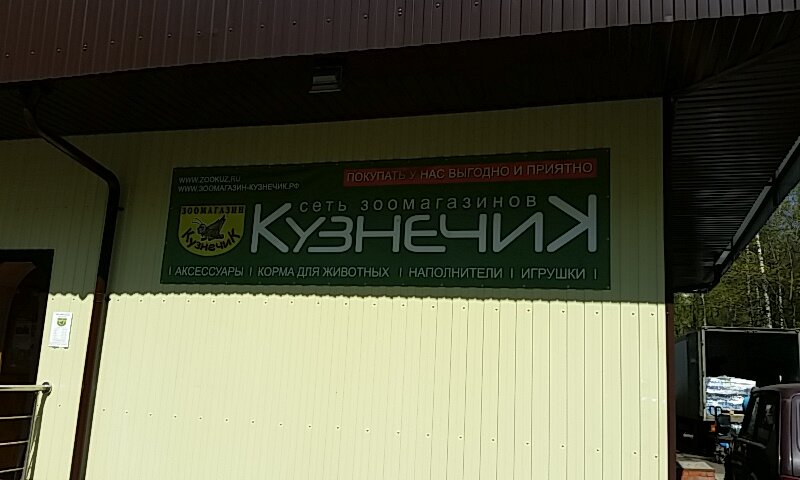 WWW.ZOOKUZ.RU
WWW.ЗООМАГАЗИН-КУЗНЕЧИК.РФ
ПОКУПАТЬ У НАС ВЫГОДНО И ПРИЯТНО
ЗООМАГАЗИН
КУЗНЕЧИК
сеть зоомагазинов
КУЗНЕЧИК
| АКСЕССУАРЫ | КОРМА ДЛЯ ЖИВОТНЫХ | НАПОЛНИТЕЛИ | ИГРУШКИ |